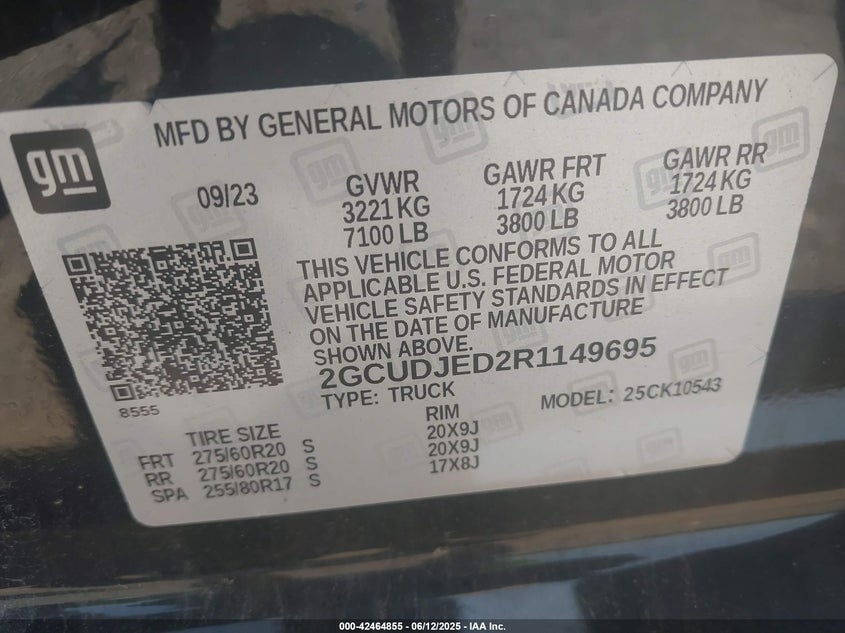 MFD BY GENERAL MOTORS OF CANADA COMPANY
gm
09/23
GVWR
3221 KG
7100 LB
GAWR FRT
1724 KG
3800 LB
GAWR RR
1724 KG
3800 LB
THIS VEHICLE CONFORMS TO ALL
APPLICABLE U.S. FEDERAL MOTOR
VEHICLE SAFETY STANDARDS IN EFFECT
ON THE DATE OF MANUFACTURE
SHOWN ABOVE.
2GCUDJED2R1149695
8555
TYPE: TRUCK
MODEL: 25CK10543
TIRE SIZE RIM
FRT 275/60R20 S 20X9J
RR 275/60R20 S 20X9J
SPA 255/80R17 S 17X8J
000-42464855 - 06/12/2025 - IAA Inc.